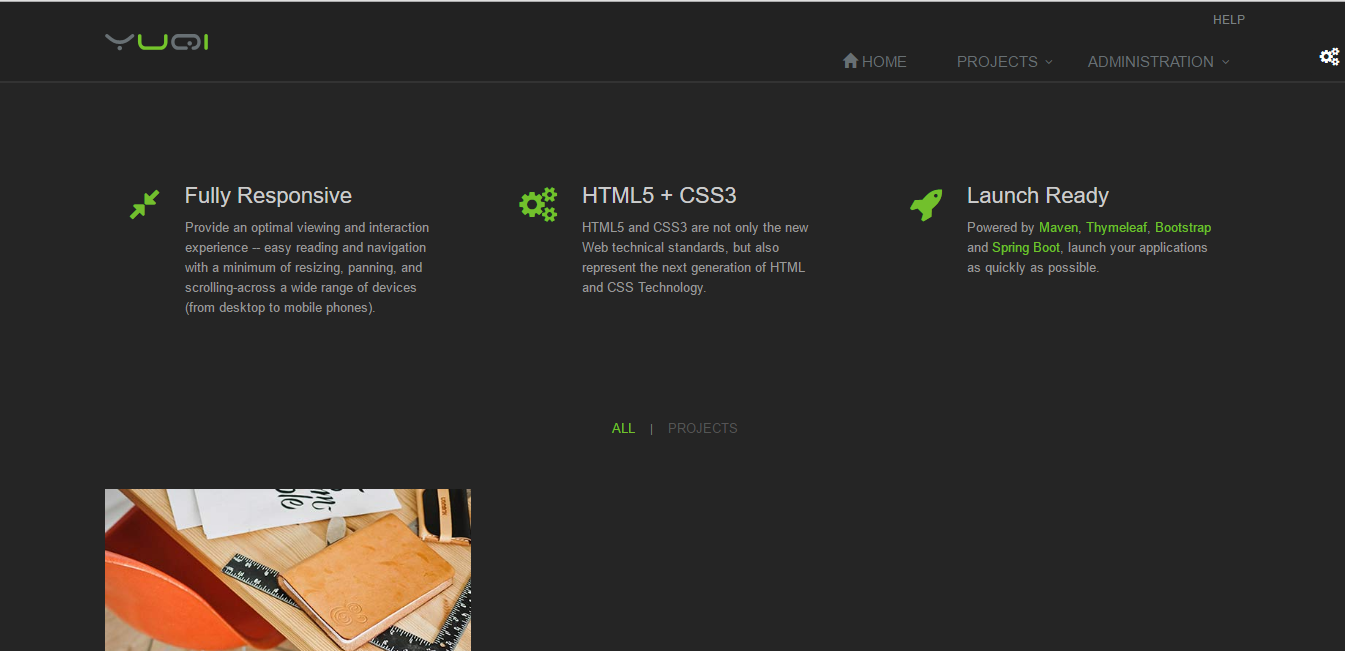 HELP
YUQI
HOME PROJECTS ADMINISTRATION
Fully Responsive
Provide an optimal viewing and interaction
experience -- easy reading and navigation
with a minimum of resizing, panning, and
scrolling-across a wide range of devices
(from desktop to mobile phones).
HTML5 + CSS3
HTML5 and CSS3 are not only the new
Web technical standards, but also
represent the next generation of HTML
and CSS Technology.
Launch Ready
Powered by Maven, Thymeleaf, Bootstrap
and Spring Boot, launch your applications
as quickly as possible.
ALL | PROJECTS